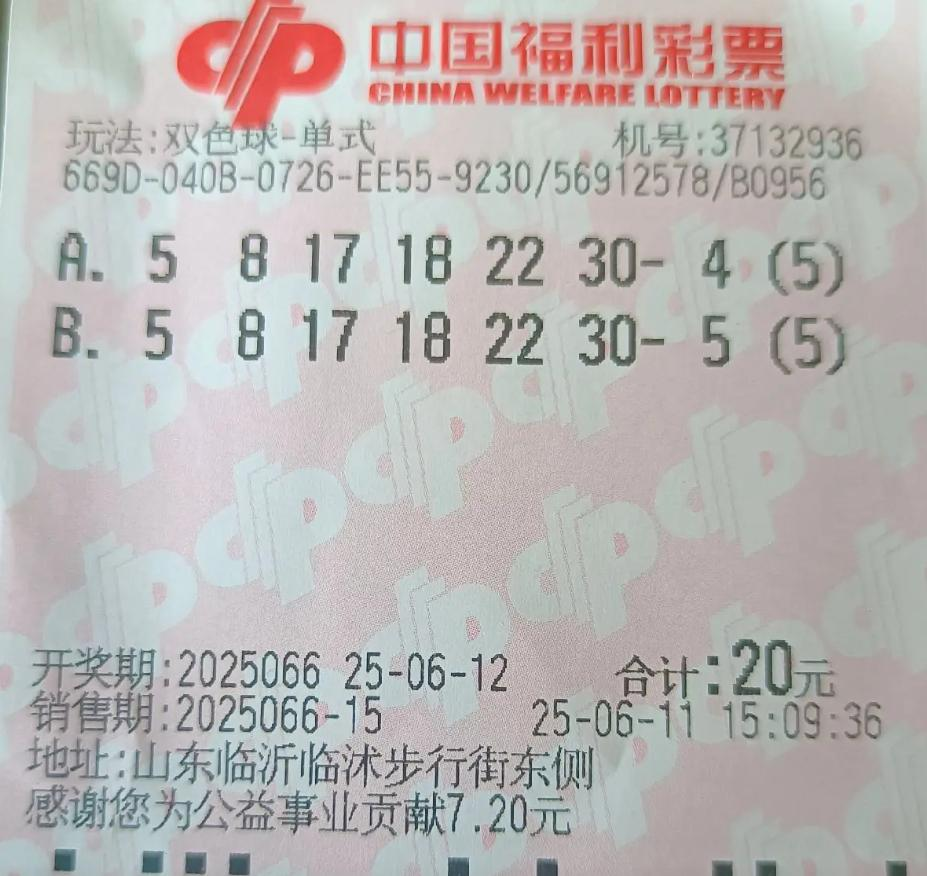 中国福利彩票
CHINA WELFARE LOTTERY
玩法:双色球-单式 机号:37132936
669D-040B-0726-EE55-9230/56912578/B0956
A. 5 8 17 18 22 30- 4 (5)
B. 5 8 17 18 22 30- 5 (5)
开奖期:2025066 25-06-12 合计:20元
销售期:2025066-15 25-06-11 15:09:36
地址:山东临沂临沭步行街东侧
感谢您为公益事业贡献7.20元